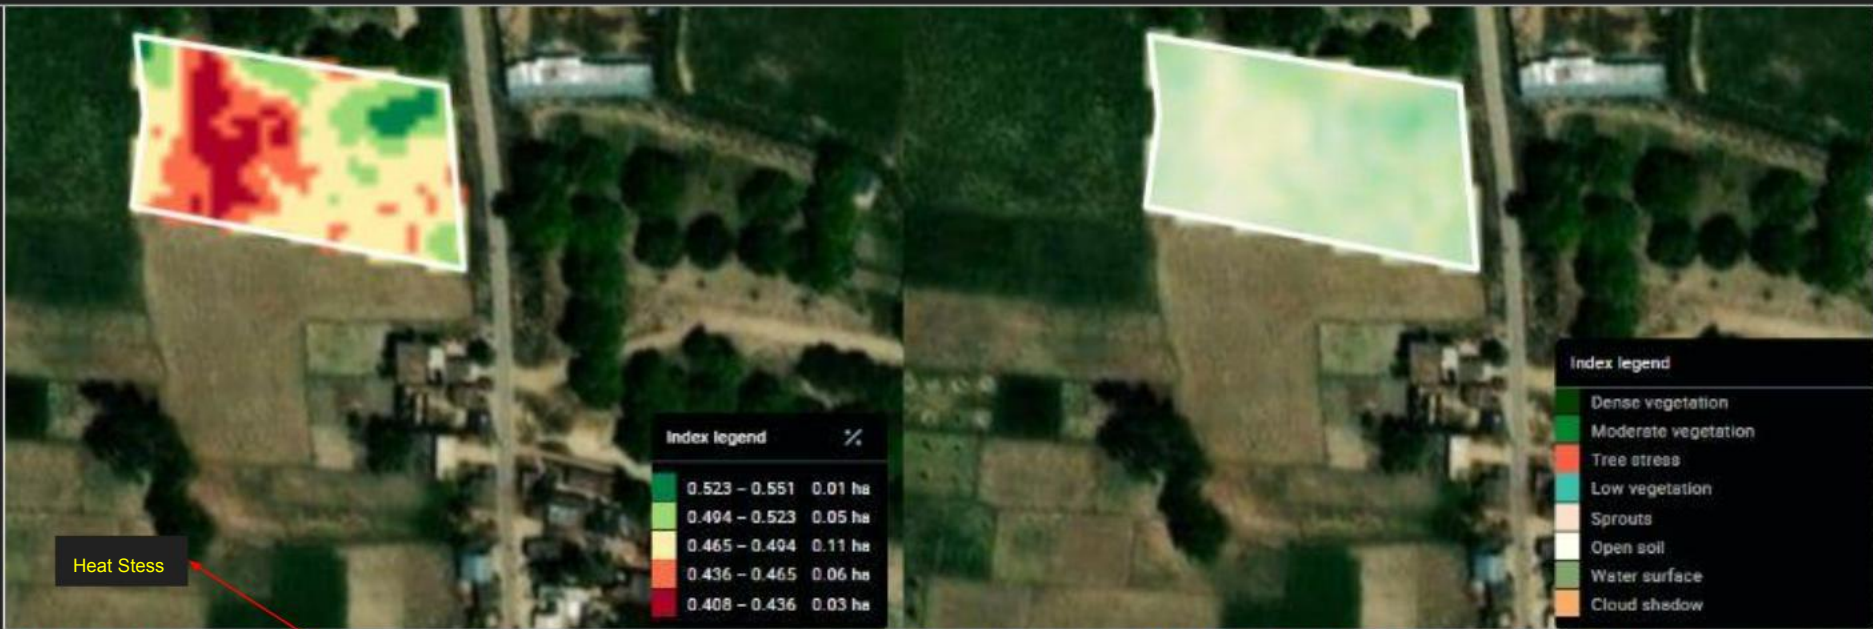 Index legend
0.523 – 0.551 0.01 ha
0.494 – 0.523 0.05 ha
0.465 – 0.494 0.11 ha
0.436 – 0.465 0.06 ha
0.408 – 0.436 0.03 ha
Heat Stess
Index legend
Dense vegetation
Moderate vegetation
Tree stress
Low vegetation
Sprouts
Open soil
Water surface
Cloud shadow